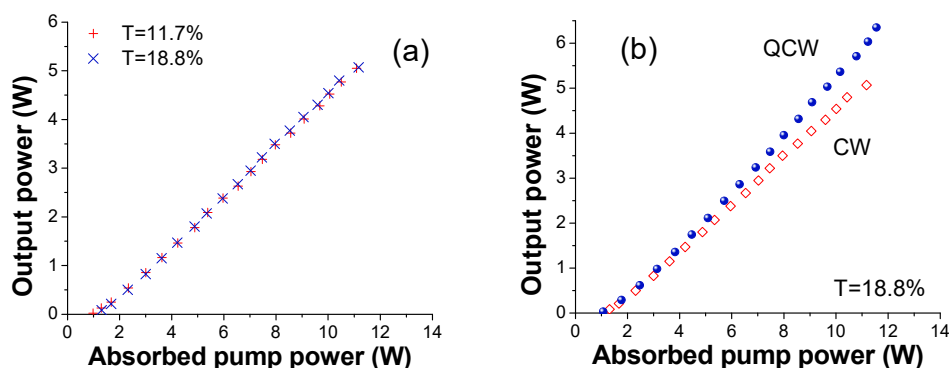 T=11.7%
T=18.8%
(a)
6
5
4
3
2
1
0
0 2 4 6 8 10 12 14
Output power (W)
Absorbed pump power (W)
(b)
QCW
CW
T=18.8%
6
5
4
3
2
1
0
0 2 4 6 8 10 12 14
Output power (W)
Absorbed pump power (W)